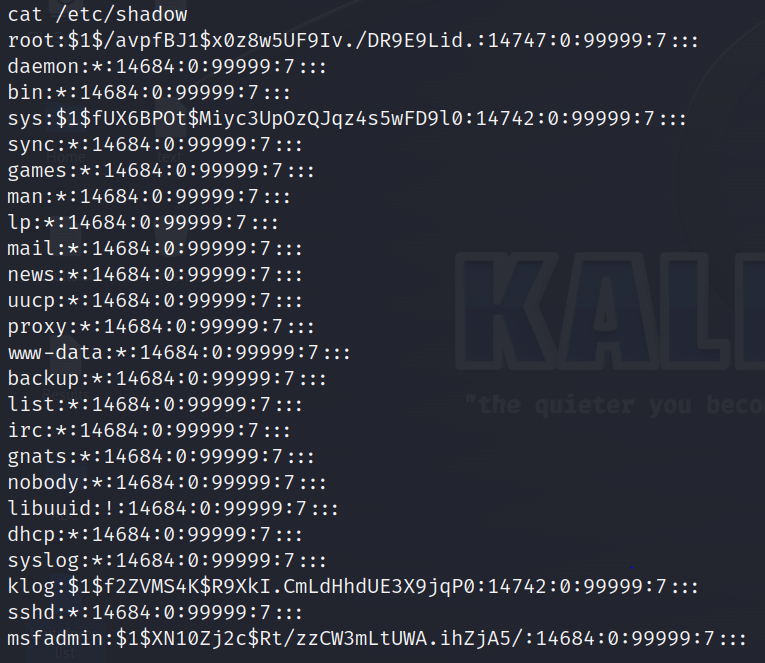 cat /etc/shadow
root:$1$/avpfBJ1$x0z8w5UF9Iv./DR9E9Lid.:14747:0:99999:7:::
daemon:*:14684:0:99999:7:::
bin:*:14684:0:99999:7:::
sys:$1$fUX6BPOt$Miyc3UpOzQJqz4s5wFD9l0:14742:0:99999:7:::
sync:*:14684:0:99999:7:::
games:*:14684:0:99999:7:::
man:*:14684:0:99999:7:::
lp:*:14684:0:99999:7:::
mail:*:14684:0:99999:7:::
news:*:14684:0:99999:7:::
uucp:*:14684:0:99999:7:::
proxy:*:14684:0:99999:7:::
www-data:*:14684:0:99999:7:::
backup:*:14684:0:99999:7:::
list:*:14684:0:99999:7:::
irc:*:14684:0:99999:7:::
gnats:*:14684:0:99999:7:::
nobody:*:14684:0:99999:7:::
libuuid:!:14684:0:99999:7:::
dhcp:*:14684:0:99999:7:::
syslog:*:14684:0:99999:7:::
klog:$1$f2ZVMS4K$R9XkI.CmLdHhdUE3X9jqP0:14742:0:99999:7:::
sshd:*:14684:0:99999:7:::
msfadmin:$1$XN10Zj2c$Rt/zzCW3mLtUWA.ihZjA5/:14684:0:99999:7:::
KALI
"the quieter you beco
Home